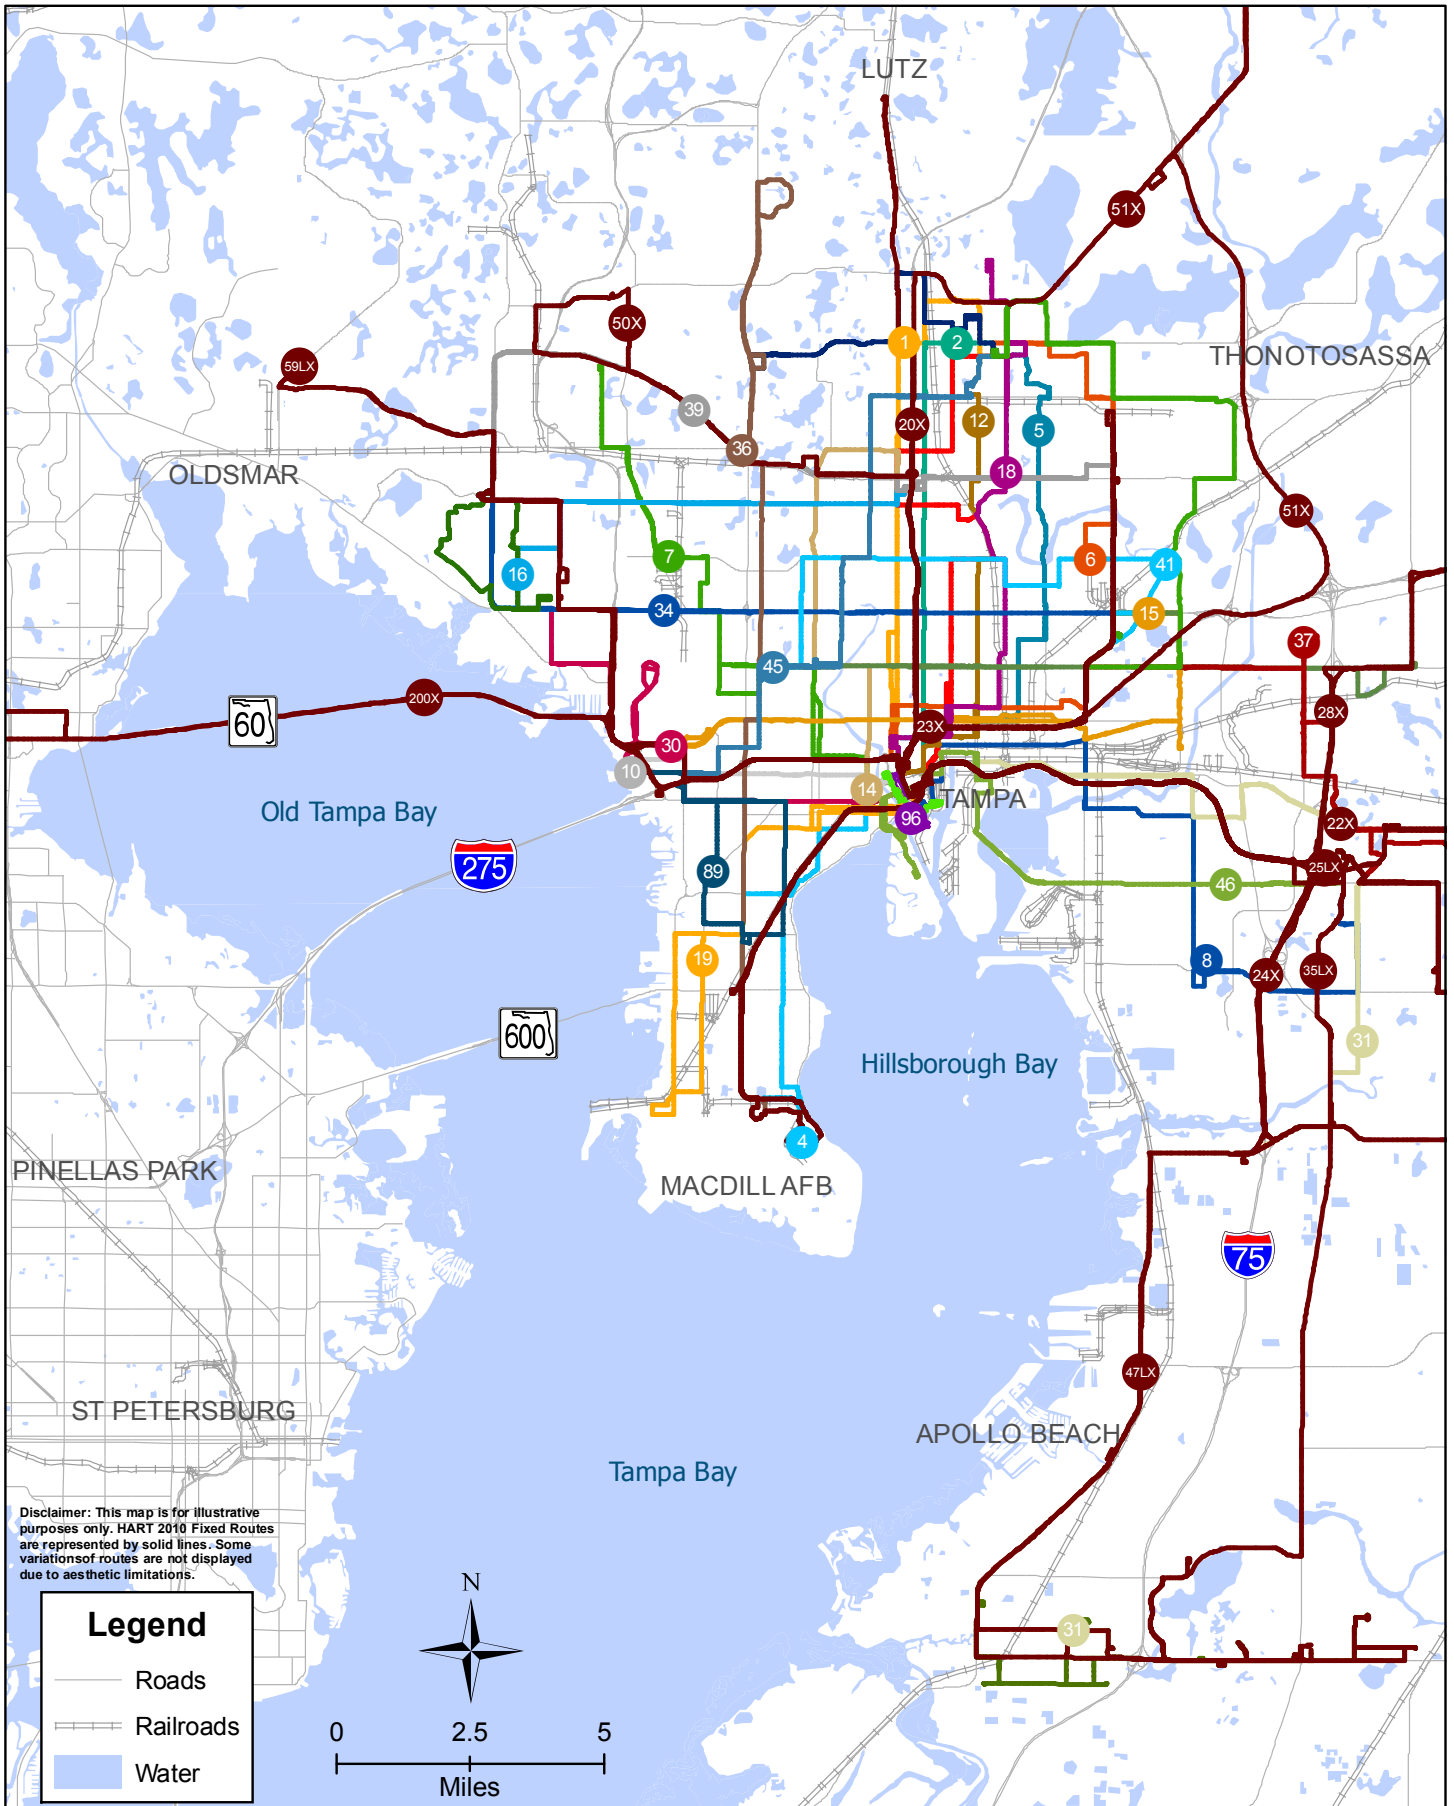 LUTZ
51X
50X
1
2
THONOTOSASSA
59LX
39
20X
12
5
36
18
OLDSMAR
51X
7
6
41
16
34
15
37
45
200X
60
28X
23X
30
10
14
TAMPA
Old Tampa Bay
96
22X
275
89
25LX
46
19
8
24X
35LX
600
31
Hillsborough Bay
4
PINELLAS PARK
MACDILL AFB
75
47LX
ST PETERSBURG
APOLLO BEACH
Tampa Bay
Disclaimer: This map is for illustrative
purposes only. HART 2010 Fixed Routes
are represented by solid lines. Some
variationsof routes are not displayed
due to aesthetic limitations.
N
31
Legend
Roads
Railroads
Water
0 2.5 5
Miles